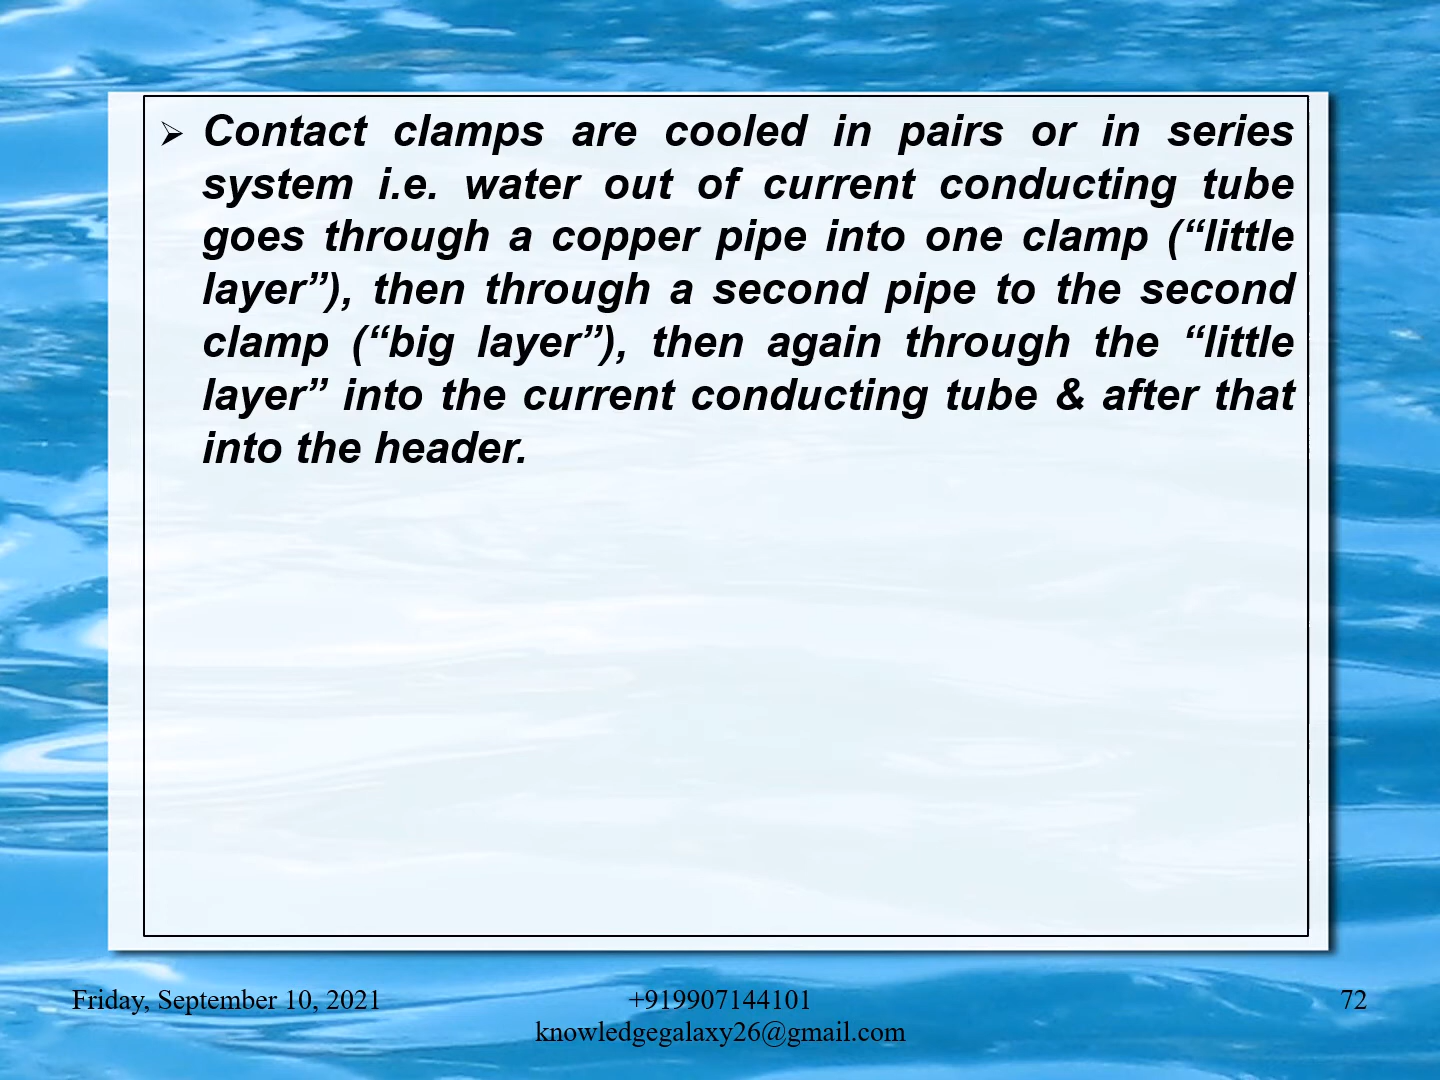 ➢ Contact clamps are cooled in pairs or in series
system i.e. water out of current conducting tube
goes through a copper pipe into one clamp (“little
layer”), then through a second pipe to the second
clamp (“big layer”), then again through the “little
layer” into the current conducting tube & after that
into the header.
Friday, September 10, 2021
+919907144101
knowledgegalaxy26@gmail.com
72